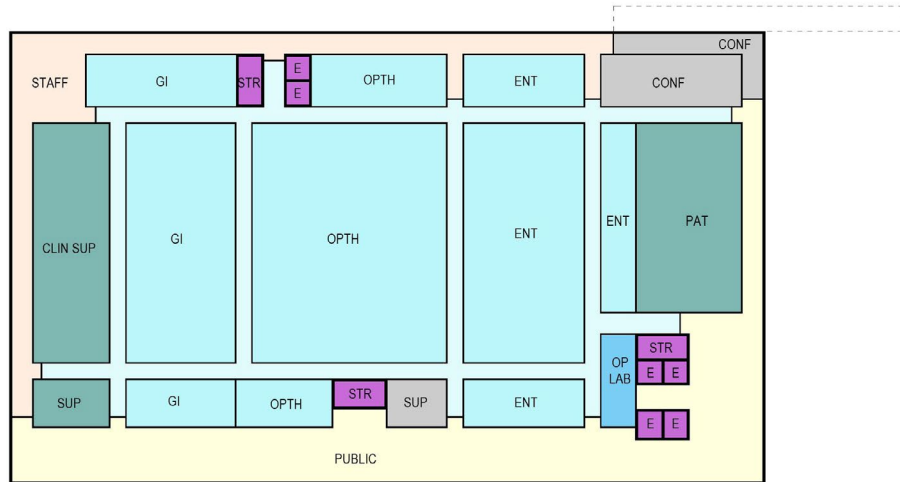 CONF
STAFF
GI
STR
E
E
OPTH
ENT
CONF
CLIN SUP
GI
OPTH
ENT
ENT
PAT
SUP
GI
OPTH
STR
SUP
ENT
OP
LAB
STR
E E
E E
PUBLIC